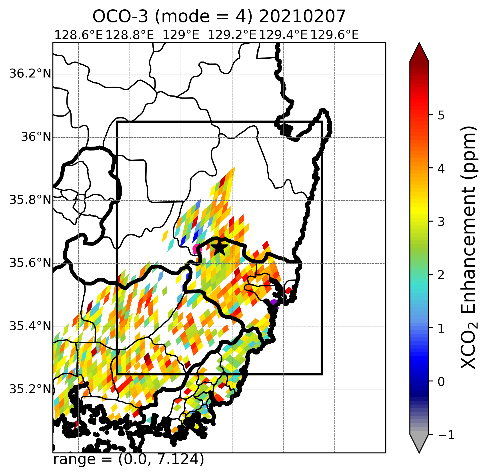 OCO-3 (mode = 4) 20210207
128.6°E 128.8°E 129°E 129.2°E 129.4°E 129.6°E
36.2°N
36°N
35.8°N
35.6°N
35.4°N
35.2°N
range = (0.0, 7.124)
5
4
3
2
1
0
−1
XCO₂ Enhancement (ppm)